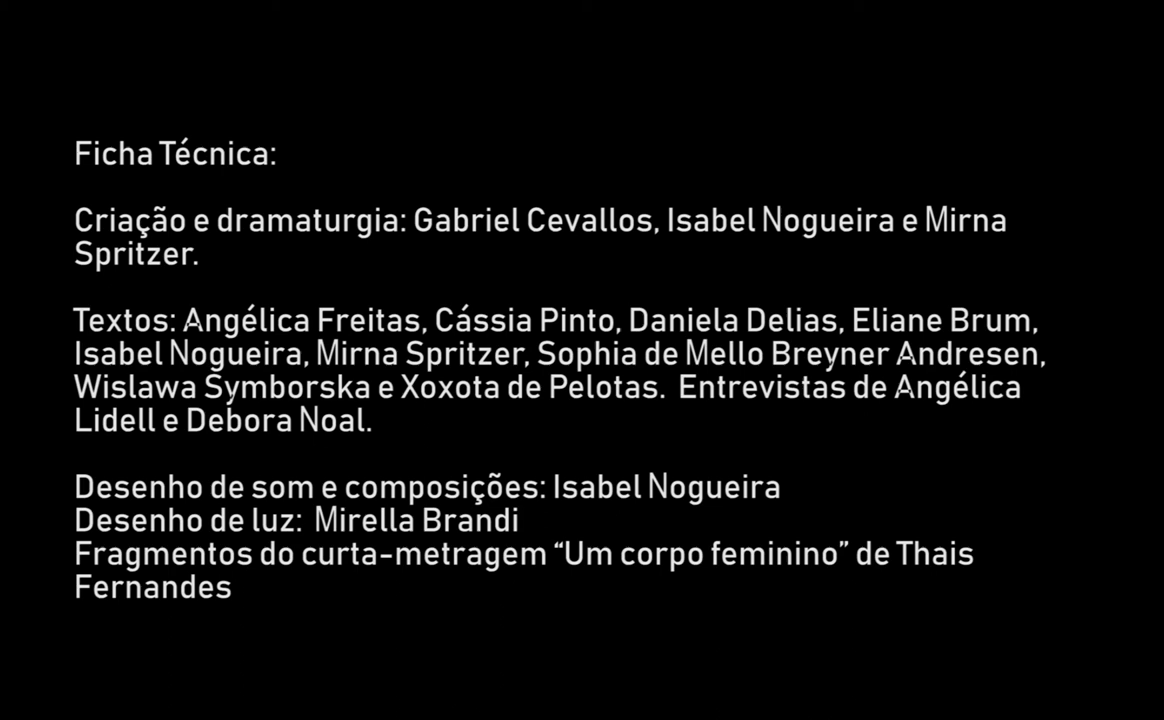 Ficha Técnica:
Criação e dramaturgia: Gabriel Cevallos, Isabel Nogueira e Mirna
Spritzer.
Textos: Angélica Freitas, Cássia Pinto, Daniela Delias, Eliane Brum,
Isabel Nogueira, Mirna Spritzer, Sophia de Mello Breyner Andresen,
Wislawa Symborska e Xoxota de Pelotas.  Entrevistas de Angélica
Lidell e Debora Noal.
Desenho de som e composições: Isabel Nogueira
Desenho de luz:  Mirella Brandi
Fragmentos do curta-metragem “Um corpo feminino” de Thais
Fernandes